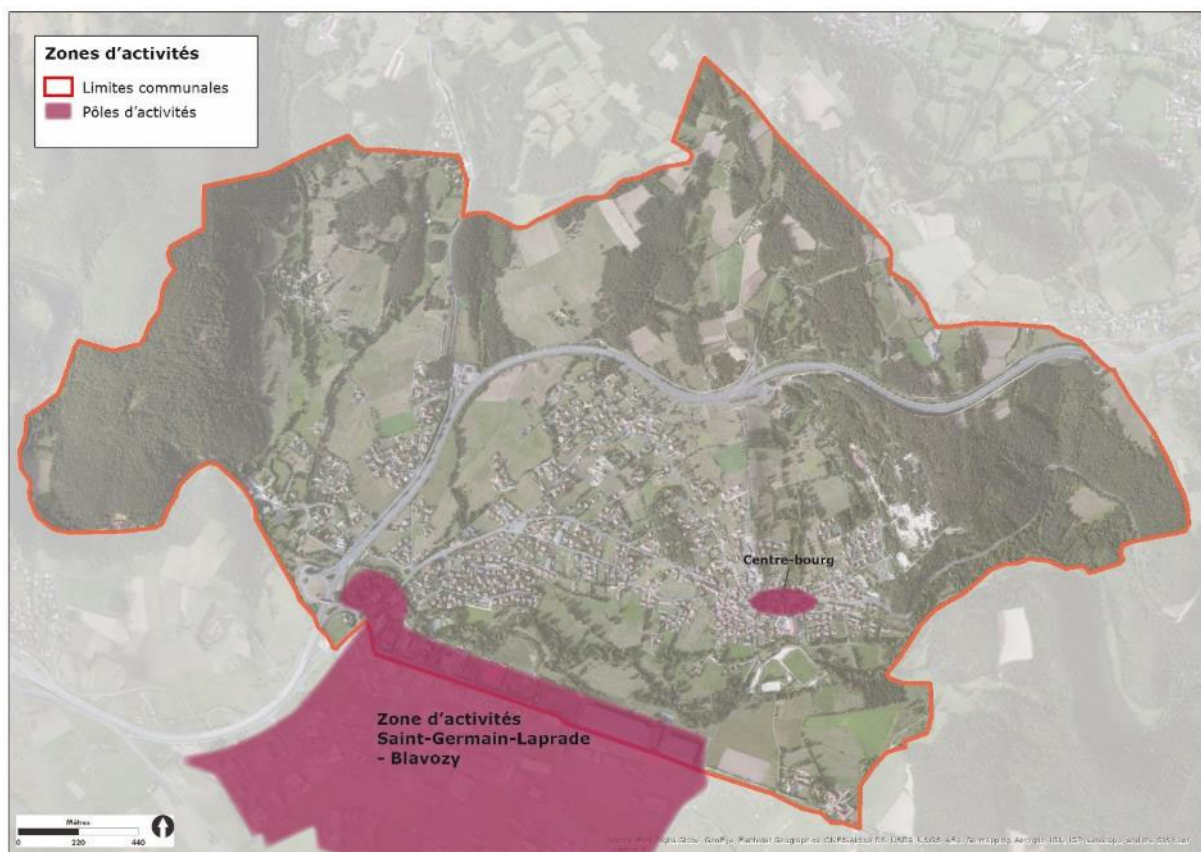 Zones d'activités
Limites communales
Pôles d'activités
Centre-bourg
Zone d'activités
Saint-Germain-Laprade
- Blavozy
Mètres
0 220 440